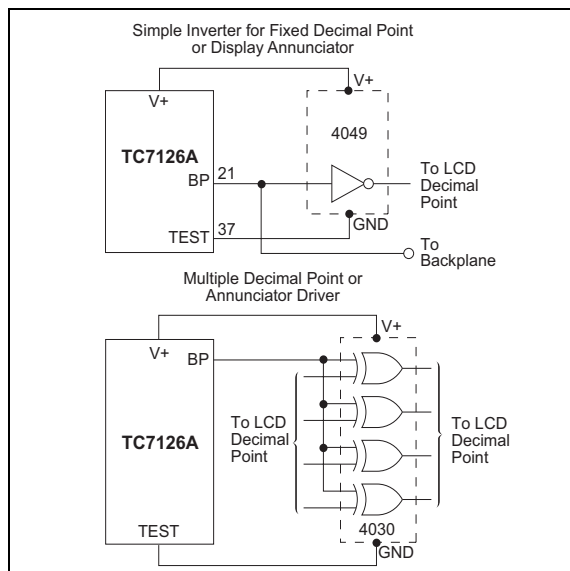 Simple Inverter for Fixed Decimal Point
or Display Annunciator
V+
V+
4049
TC7126A
BP
21
To LCD
Decimal
Point
TEST
37
GND
To
Backplane
Multiple Decimal Point or
Annunciator Driver
V+
V+
BP
To LCD
Decimal
Point
To LCD
Decimal
Point
TC7126A
TEST
4030
GND